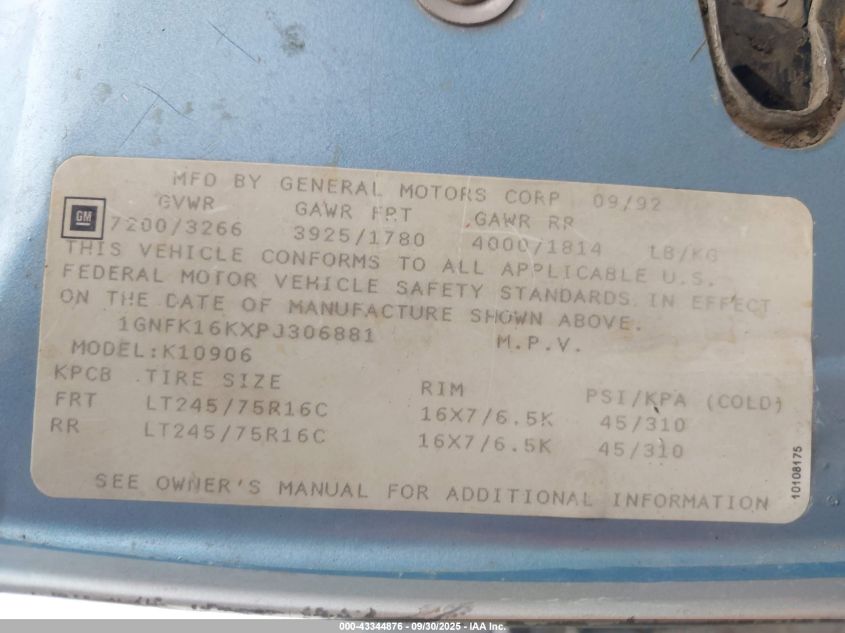 MFD BY GENERAL MOTORS CORP 09/92
GVWR GAWR FRT GAWR RR
GM
7200/3266 3925/1780 4000/1814 LB/KG
THIS VEHICLE CONFORMS TO ALL APPLICABLE U.S.
FEDERAL MOTOR VEHICLE SAFETY STANDARDS IN EFFECT
ON THE DATE OF MANUFACTURE SHOWN ABOVE.
1GNFK16KXPJ306881 M.P.V.
MODEL:K10906
KPCB TIRE SIZE RIM PSI/KPA (COLD)
FRT LT245/75R16C 16X7/6.5K 45/310
RR LT245/75R16C 16X7/6.5K 45/310
SEE OWNER'S MANUAL FOR ADDITIONAL INFORMATION
10108175
000-43344876 - 09/30/2025 - IAA Inc.